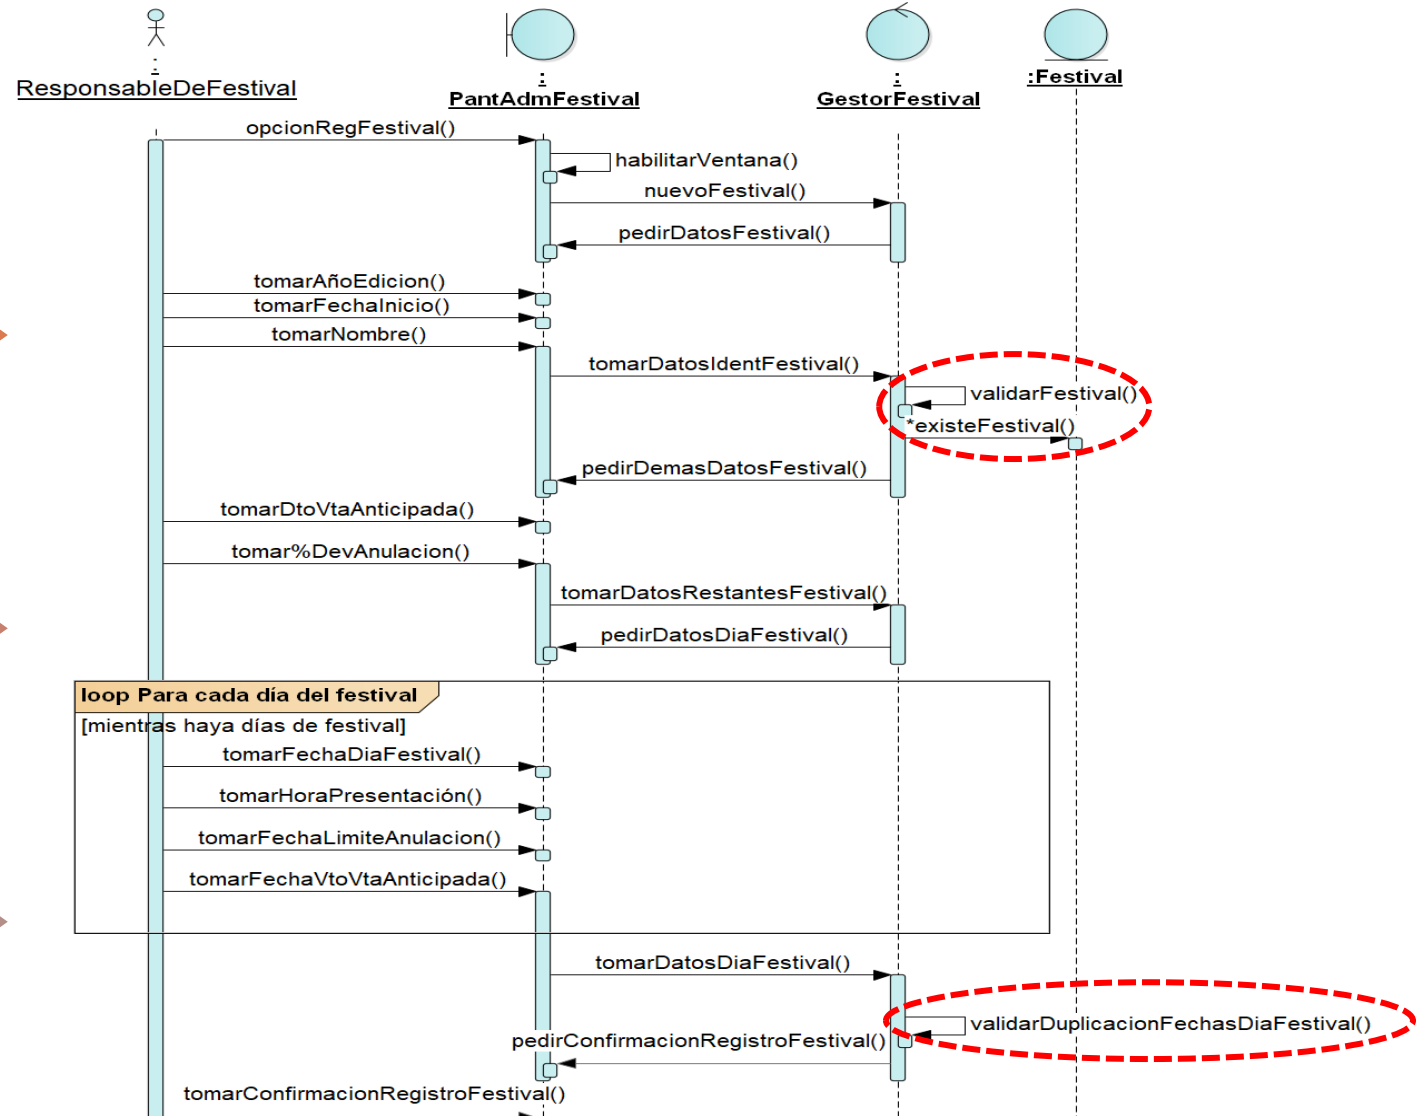 :
ResponsableDeFestival
:
PantAdmFestival
:
GestorFestival
:Festival
opcionRegFestival()
habilitarVentana()
nuevoFestival()
pedirDatosFestival()
tomarAñoEdicion()
tomarFechaInicio()
tomarNombre()
tomarDatosIdentFestival()
validarFestival()
*existeFestival()
pedirDemasDatosFestival()
tomarDtoVtaAnticipada()
tomar%DevAnulacion()
tomarDatosRestantesFestival()
pedirDatosDiaFestival()
loop Para cada día del festival
[mientras haya días de festival]
tomarFechaDiaFestival()
tomarHoraPresentación()
tomarFechaLimiteAnulacion()
tomarFechaVtoVtaAnticipada()
tomarDatosDiaFestival()
validarDuplicacionFechasDiaFestival()
pedirConfirmacionRegistroFestival()
tomarConfirmacionRegistroFestival()